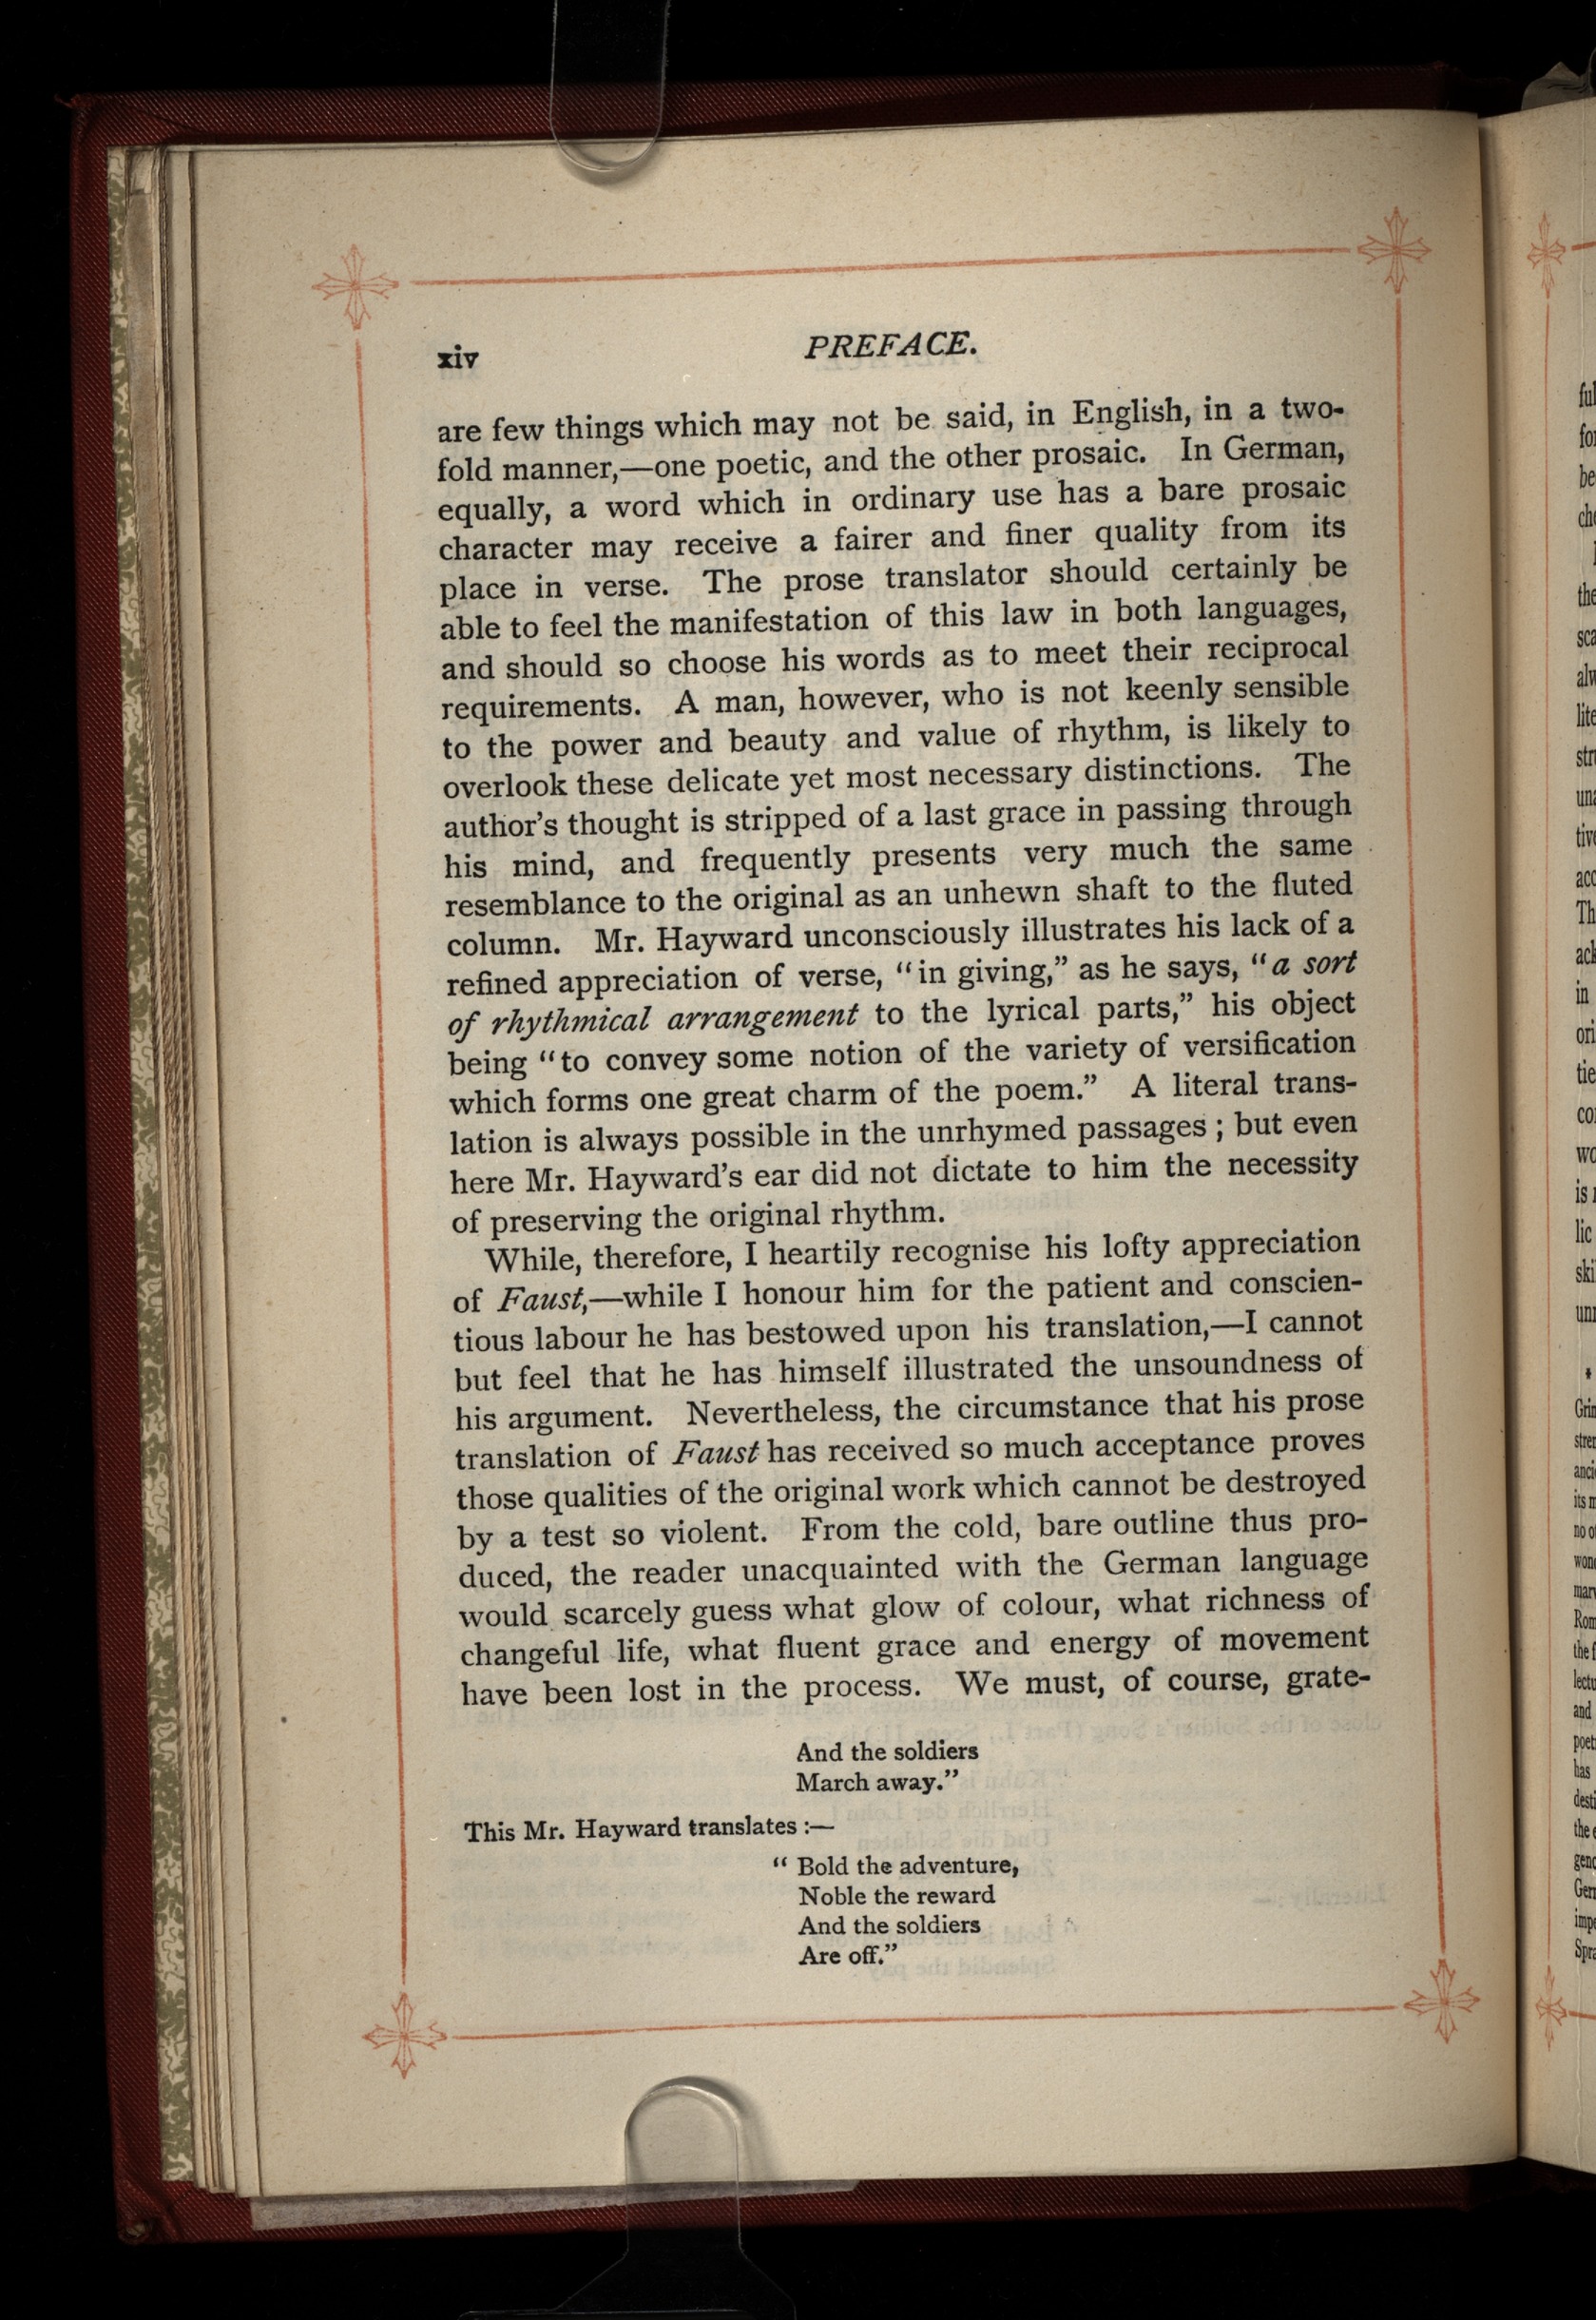 xiv
PREFACE.
are few things which may not be said, in English, in a two-
fold manner,—one poetic, and the other prosaic. In German,
equally, a word which in ordinary use has a bare prosaic
character may receive a fairer and finer quality from its
place in verse. The prose translator should certainly be
able to feel the manifestation of this law in both languages,
and should so choose his words as to meet their reciprocal
requirements. A man, however, who is not keenly sensible
to the power and beauty and value of rhythm, is likely to
overlook these delicate yet most necessary distinctions. The
author's thought is stripped of a last grace in passing through
his mind, and frequently presents very much the same
resemblance to the original as an unhewn shaft to the fluted
column. Mr. Hayward unconsciously illustrates his lack of a
refined appreciation of verse, “in giving,” as he says, “a sort
of rhythmical arrangement to the lyrical parts,” his object
being “to convey some notion of the variety of versification
which forms one great charm of the poem.” A literal trans-
lation is always possible in the unrhymed passages; but even
here Mr. Hayward's ear did not dictate to him the necessity
of preserving the original rhythm.
While, therefore, I heartily recognise his lofty appreciation
of Faust,—while I honour him for the patient and conscien-
tious labour he has bestowed upon his translation,—I cannot
but feel that he has himself illustrated the unsoundness of
his argument. Nevertheless, the circumstance that his prose
translation of Faust has received so much acceptance proves
those qualities of the original work which cannot be destroyed
by a test so violent. From the cold, bare outline thus pro-
duced, the reader unacquainted with the German language
would scarcely guess what glow of colour, what richness of
changeful life, what fluent grace and energy of movement
have been lost in the process. We must, of course, grate-
And the soldiers
March away.”
This Mr. Hayward translates:—
“ Bold the adventure,
Noble the reward
And the soldiers
Are off.”